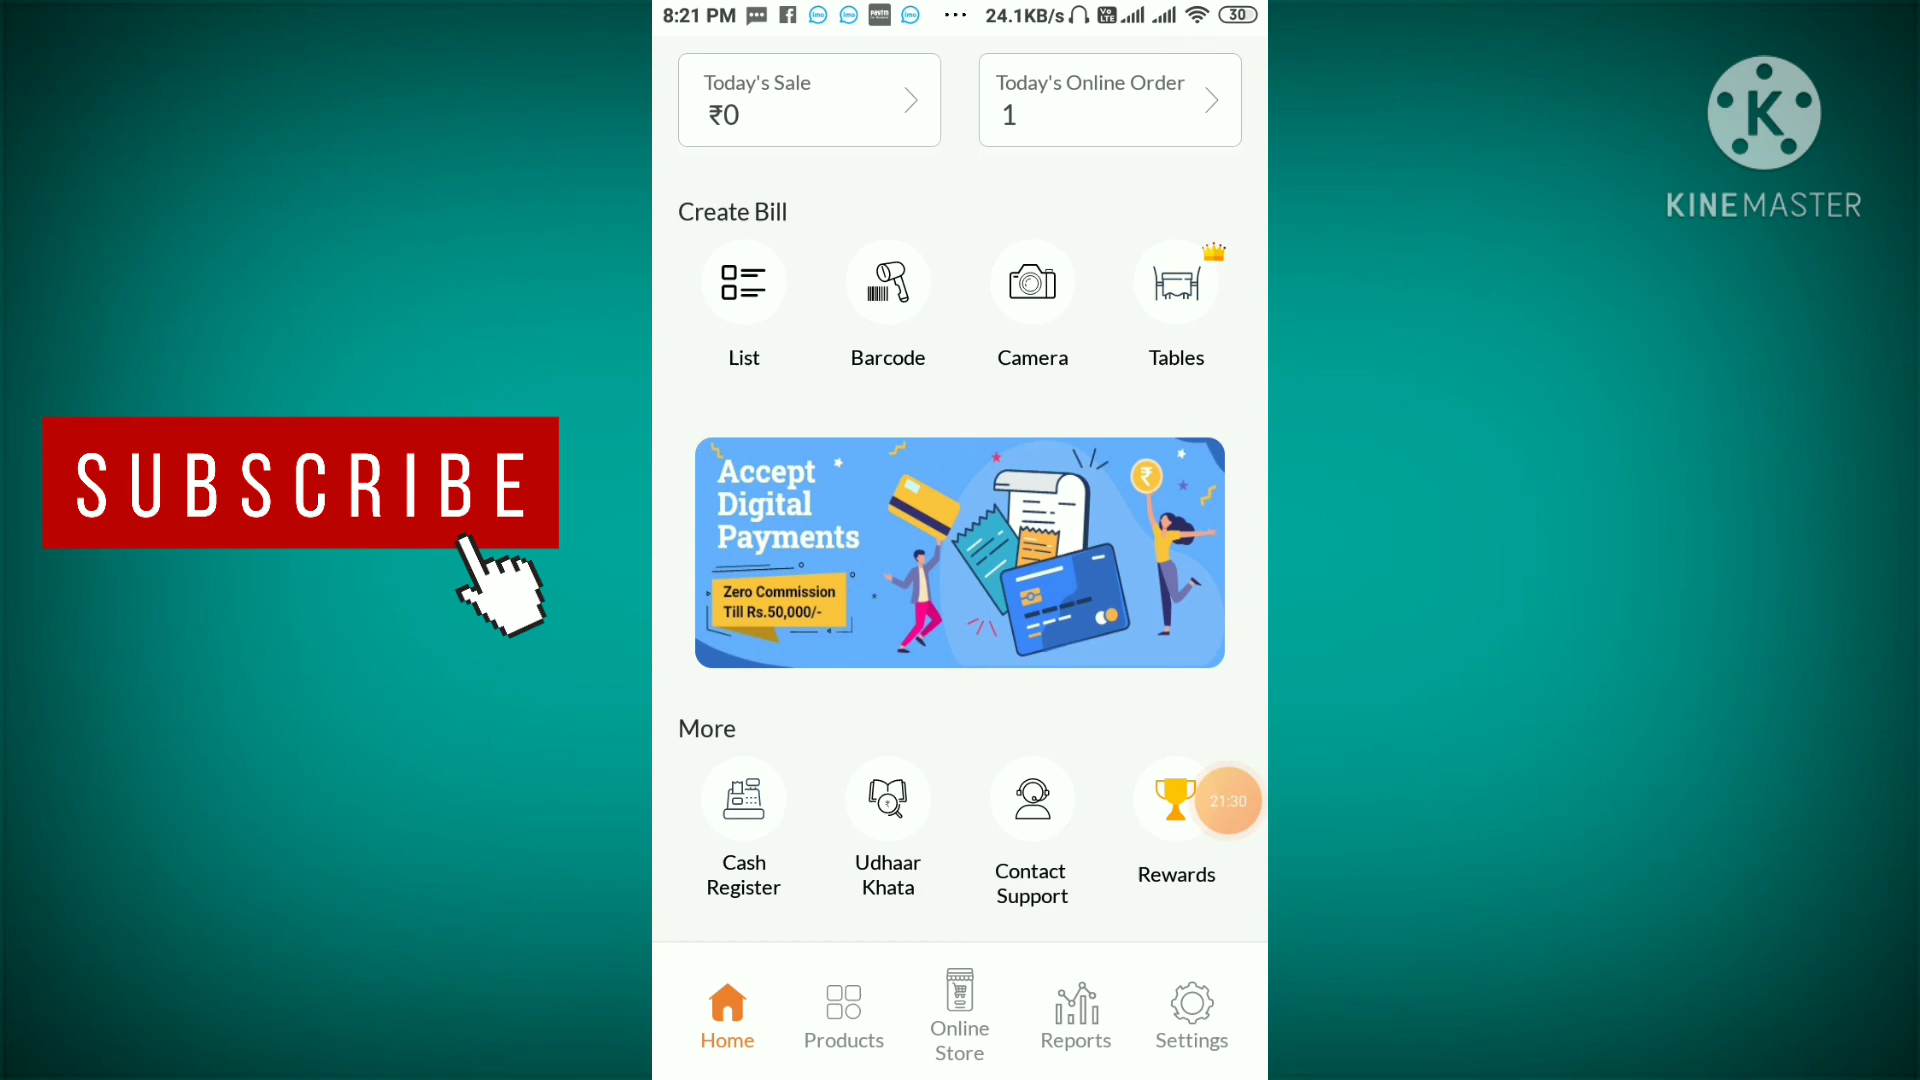 8:21 PM 24.1KB/s 30
Today's Sale
₹0
Today's Online Order
1
KINEMASTER
Create Bill
List
Barcode
Camera
Tables
SUBSCRIBE
Accept
Digital
Payments
Zero Commission
Till Rs.50,000/-
More
21:30
Cash
Register
Udhaar
Khata
Contact
Support
Rewards
Home
Products
Online
Store
Reports
Settings